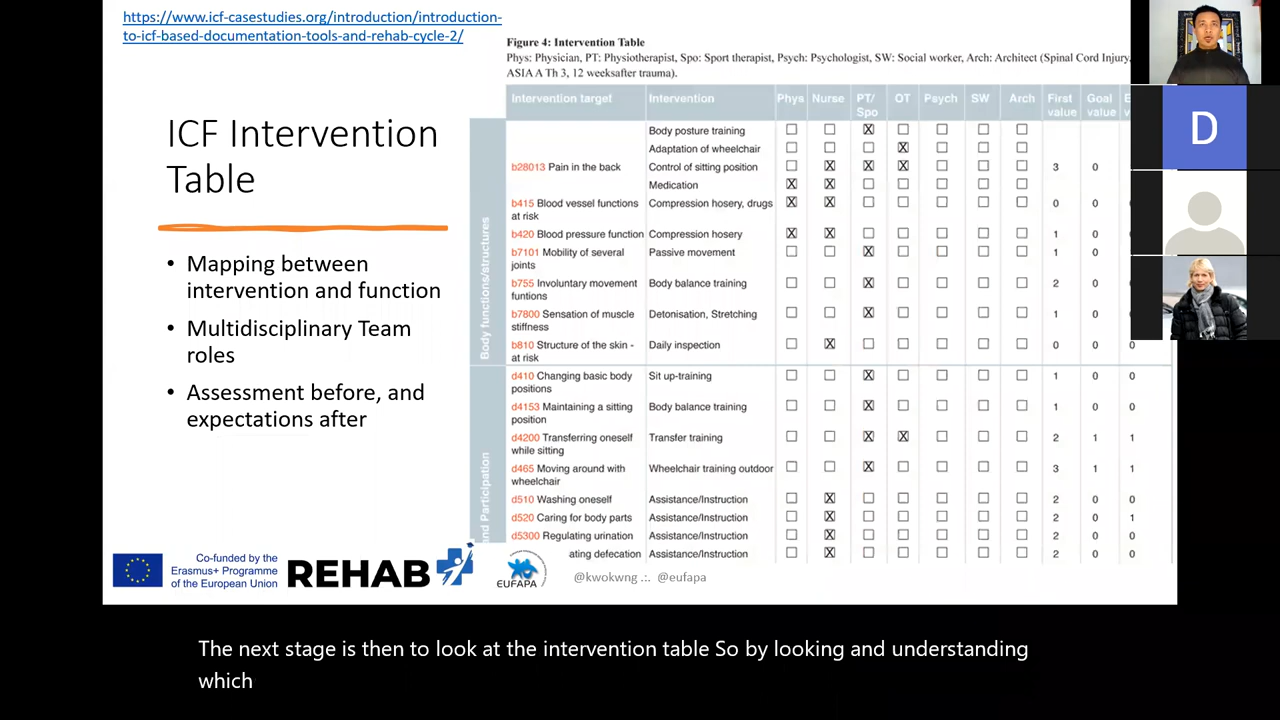 https://www.icf-casestudies.org/introduction/introduction-
to-icf-based-documentation-tools-and-rehab-cycle-2/
ICF Intervention
Table
• Mapping between
intervention and function
• Multidisciplinary Team
roles
• Assessment before, and
expectations after
Figure 4: Intervention Table
Phys: Physician, PT: Physiotherapist, Spo: Sport therapist, Psych: Psychologist, SW: Social worker, Arch: Architect (Spinal Cord Injury,
ASIA A Th 3, 12 weeksafter trauma).
Intervention target Intervention Phys Nurse PT/ OT Psych SW Arch First Goal
Spo value value
Body functions/structures
Body posture training ☐ ☐ ☒ ☐ ☐ ☐ ☐
Adaptation of wheelchair ☐ ☐ ☐ ☒ ☐ ☐ ☐
b28013 Pain in the back Control of sitting position ☐ ☒ ☒ ☒ ☐ ☐ ☐ 3 0
Medication ☒ ☒ ☐ ☐ ☐ ☐ ☐
b415 Blood vessel functions Compression hosery, drugs ☒ ☒ ☐ ☐ ☐ ☐ ☐ 0 0
at risk
b420 Blood pressure function Compression hosery ☒ ☒ ☐ ☐ ☐ ☐ ☐ 1 0
b7101 Mobility of several Passive movement ☐ ☐ ☒ ☐ ☐ ☐ ☐ 1 0
joints
b755 Involuntary movement Body balance training ☐ ☐ ☒ ☐ ☐ ☐ ☐ 2 0
funtions
b7800 Sensation of muscle Detonisation, Stretching ☐ ☐ ☒ ☐ ☐ ☐ ☐ 1 0
stiffness
b810 Structure of the skin - Daily inspection ☐ ☒ ☐ ☐ ☐ ☐ ☐ 0 0 0
at risk
and Participation
d410 Changing basic body Sit up-training ☐ ☐ ☒ ☐ ☐ ☐ ☐ 1 0 0
positions
d4153 Maintaining a sitting Body balance training ☐ ☐ ☒ ☐ ☐ ☐ ☐ 1 0 0
position
d4200 Transferring oneself Transfer training ☐ ☐ ☒ ☒ ☐ ☐ ☐ 2 1 1
while sitting
d465 Moving around with Wheelchair training outdoor ☐ ☐ ☒ ☐ ☐ ☐ ☐ 3 1 1
wheelchair
d510 Washing oneself Assistance/Instruction ☐ ☒ ☐ ☐ ☐ ☐ ☐ 2 0 0
d520 Caring for body parts Assistance/Instruction ☐ ☒ ☐ ☐ ☐ ☐ ☐ 2 0 1
d5300 Regulating urination Assistance/Instruction ☐ ☒ ☐ ☐ ☐ ☐ ☐ 2 0 0
ating defecation Assistance/Instruction ☐ ☒ ☐ ☐ ☐ ☐ ☐ 2 0 0
Co-funded by the
Erasmus+ Programme
of the European Union
REHAB
EUFAPA
@kwokwng .:. @eufapa
D
The next stage is then to look at the intervention table So by looking and understanding
which